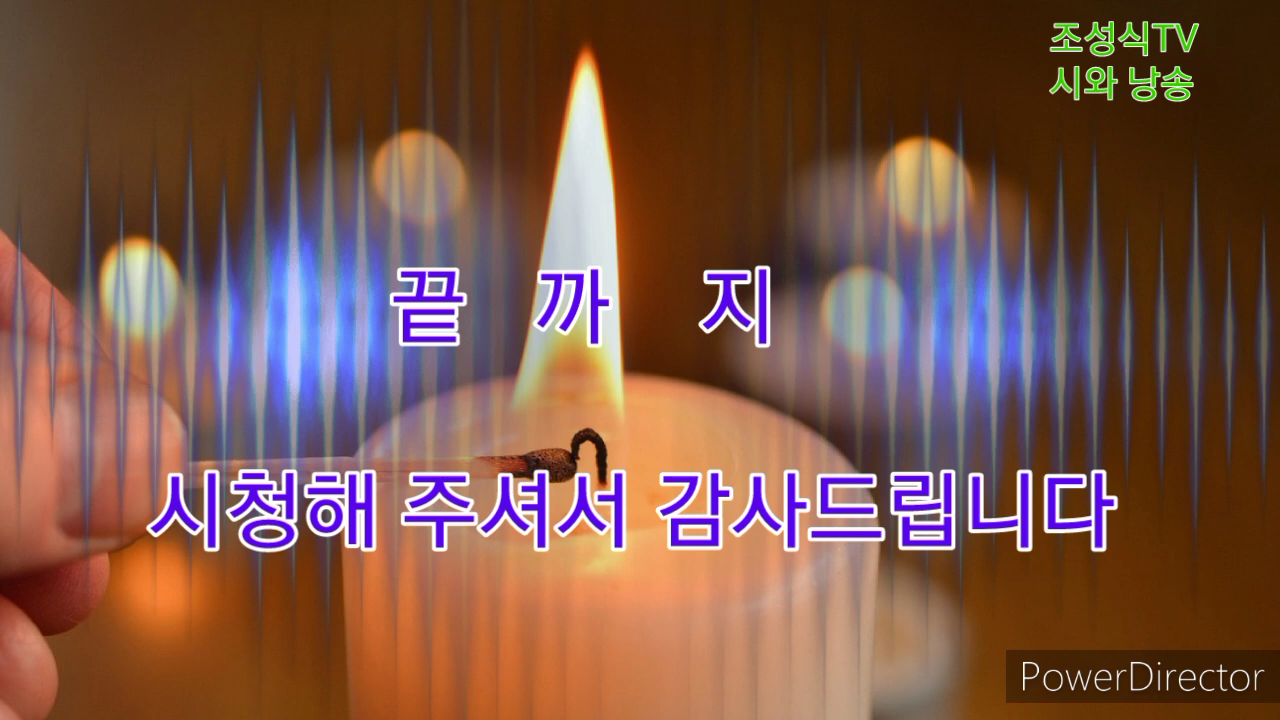 조성식TV
시와 낭송
끝 까 지
시청해 주셔서 감사드립니다
PowerDirector